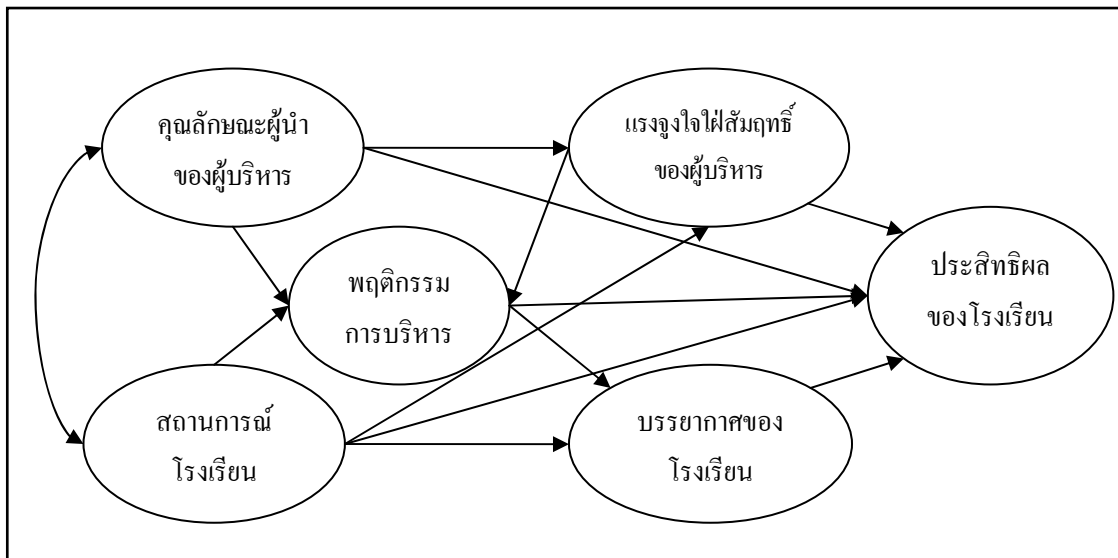 คุณลักษณะผู้นำ
ของผู้บริหาร
แรงจูงใจใฝ่สัมฤทธิ์
ของผู้บริหาร
พฤติกรรม
การบริหาร
ประสิทธิผล
ของโรงเรียน
สถานการณ์
โรงเรียน
บรรยากาศของ
โรงเรียน